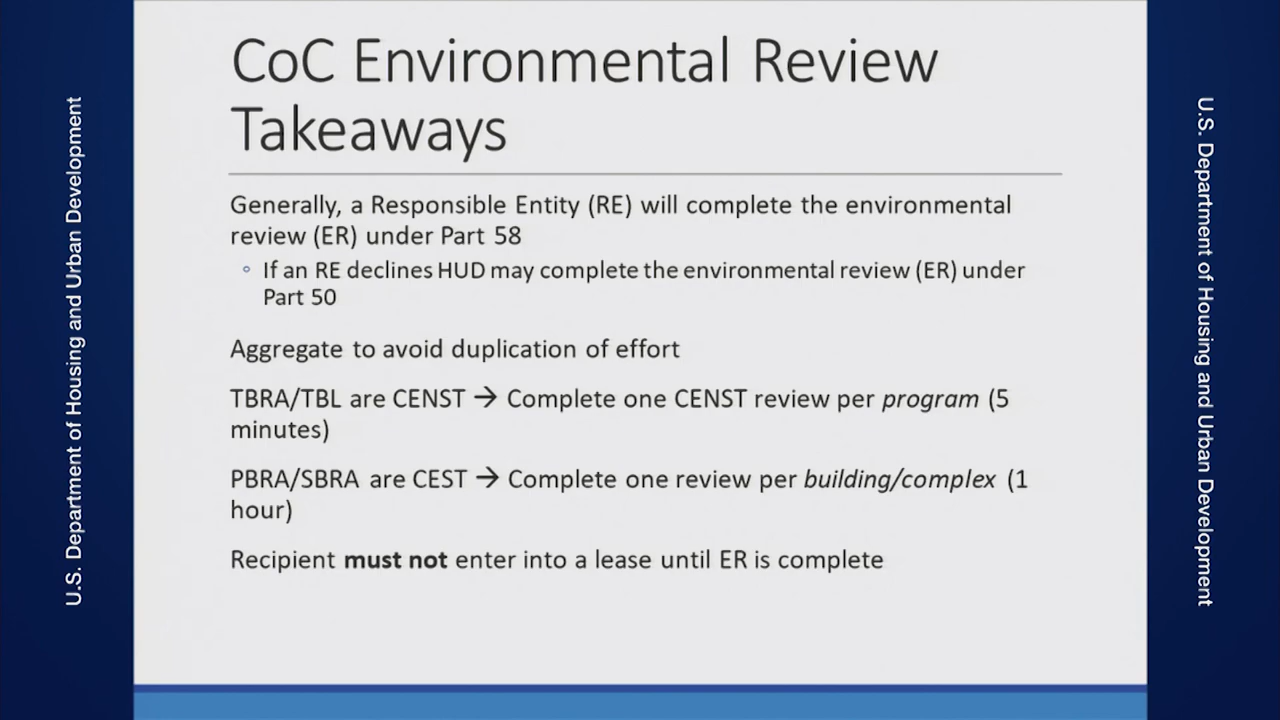 CoC Environmental Review
Takeaways
Generally, a Responsible Entity (RE) will complete the environmental
review (ER) under Part 58
◦ If an RE declines HUD may complete the environmental review (ER) under
Part 50
Aggregate to avoid duplication of effort
TBRA/TBL are CENST → Complete one CENST review per program (5
minutes)
PBRA/SBRA are CEST → Complete one review per building/complex (1
hour)
Recipient must not enter into a lease until ER is complete
U.S. Department of Housing and Urban Development
U.S. Department of Housing and Urban Development